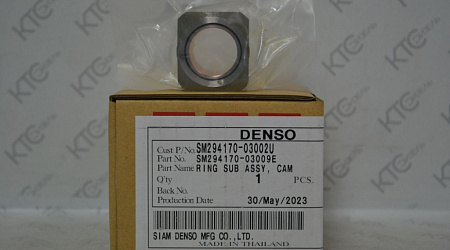 DENSO
Cust P/No. SM294170-03002U
Part No. SM294170-03009E
Part Name RING SUB ASSY, CAM
Q'ty 1 PCS.
Back No.
Production Date 30/May/2023
SIAM DENSO MFG CO.,LTD.
MADE IN THAILAND